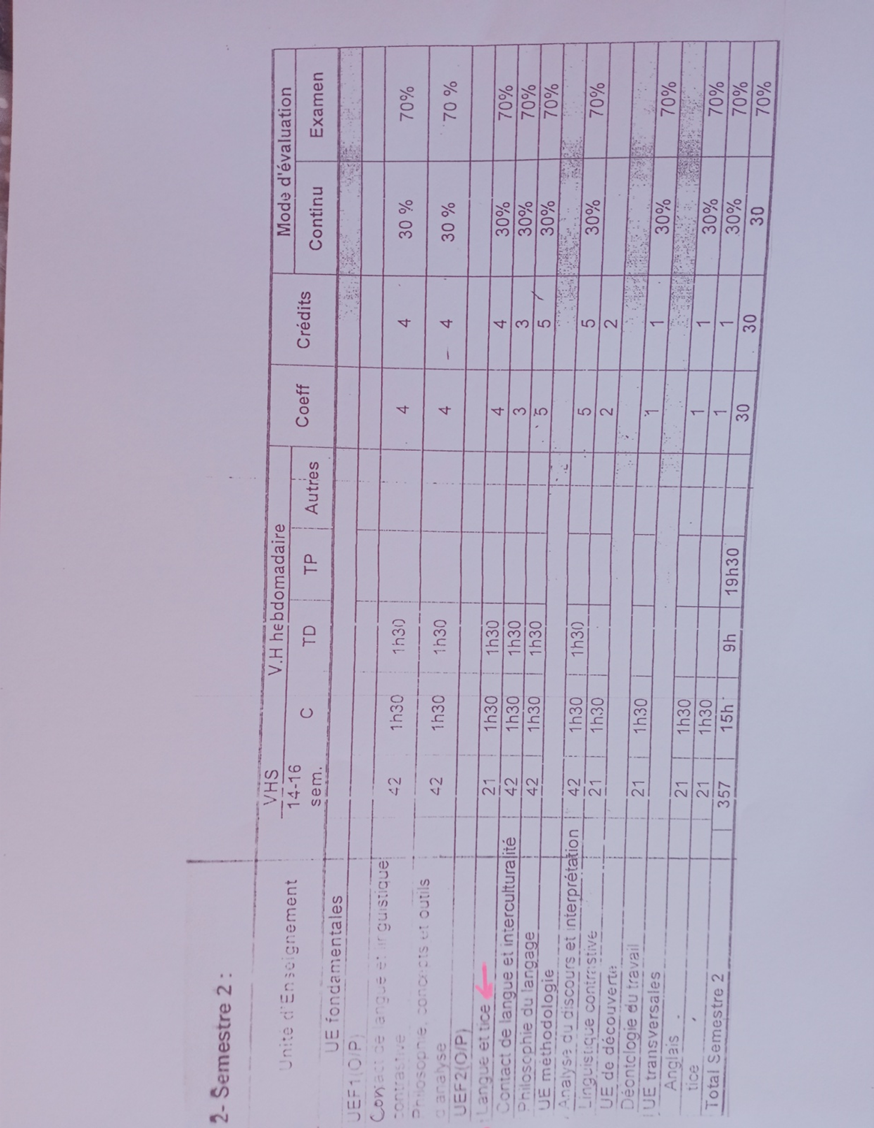 2- Semestre 2 :
Unité d'Enseignement VHS V.H hebdomadaire Coeff Crédits Mode d'évaluation
14-16 sem. C TD TP Autres Continu Examen
UE fondamentales
UEF1(O/P)
Contact de langue et linguistique contrastive 42 1h30 1h30 4 4 30 % 70%
Philosophie, concepts et outils d'analyse 42 1h30 1h30 4 4 30 % 70 %
UEF2(O/P)
Langue et tice 21 1h30 1h30 4 4 30% 70%
Contact de langue et interculturalité 42 1h30 1h30 3 3 30% 70%
Philosophie du langage 42 1h30 1h30 5 5 30% 70%
UE méthodologie
Analyse du discours et interprétation 42 1h30 1h30 5 5 30% 70%
Linguistique contrastive 21 1h30 2 2
UE de découverte
Déontologie du travail 21 1h30 1 1 30% 70%
UE transversales
Anglais 21 1h30 1 1 30% 70%
tice 21 1h30 1 1 30% 70%
Total Semestre 2 357 15h 9h 19h30 30 30 30 70%